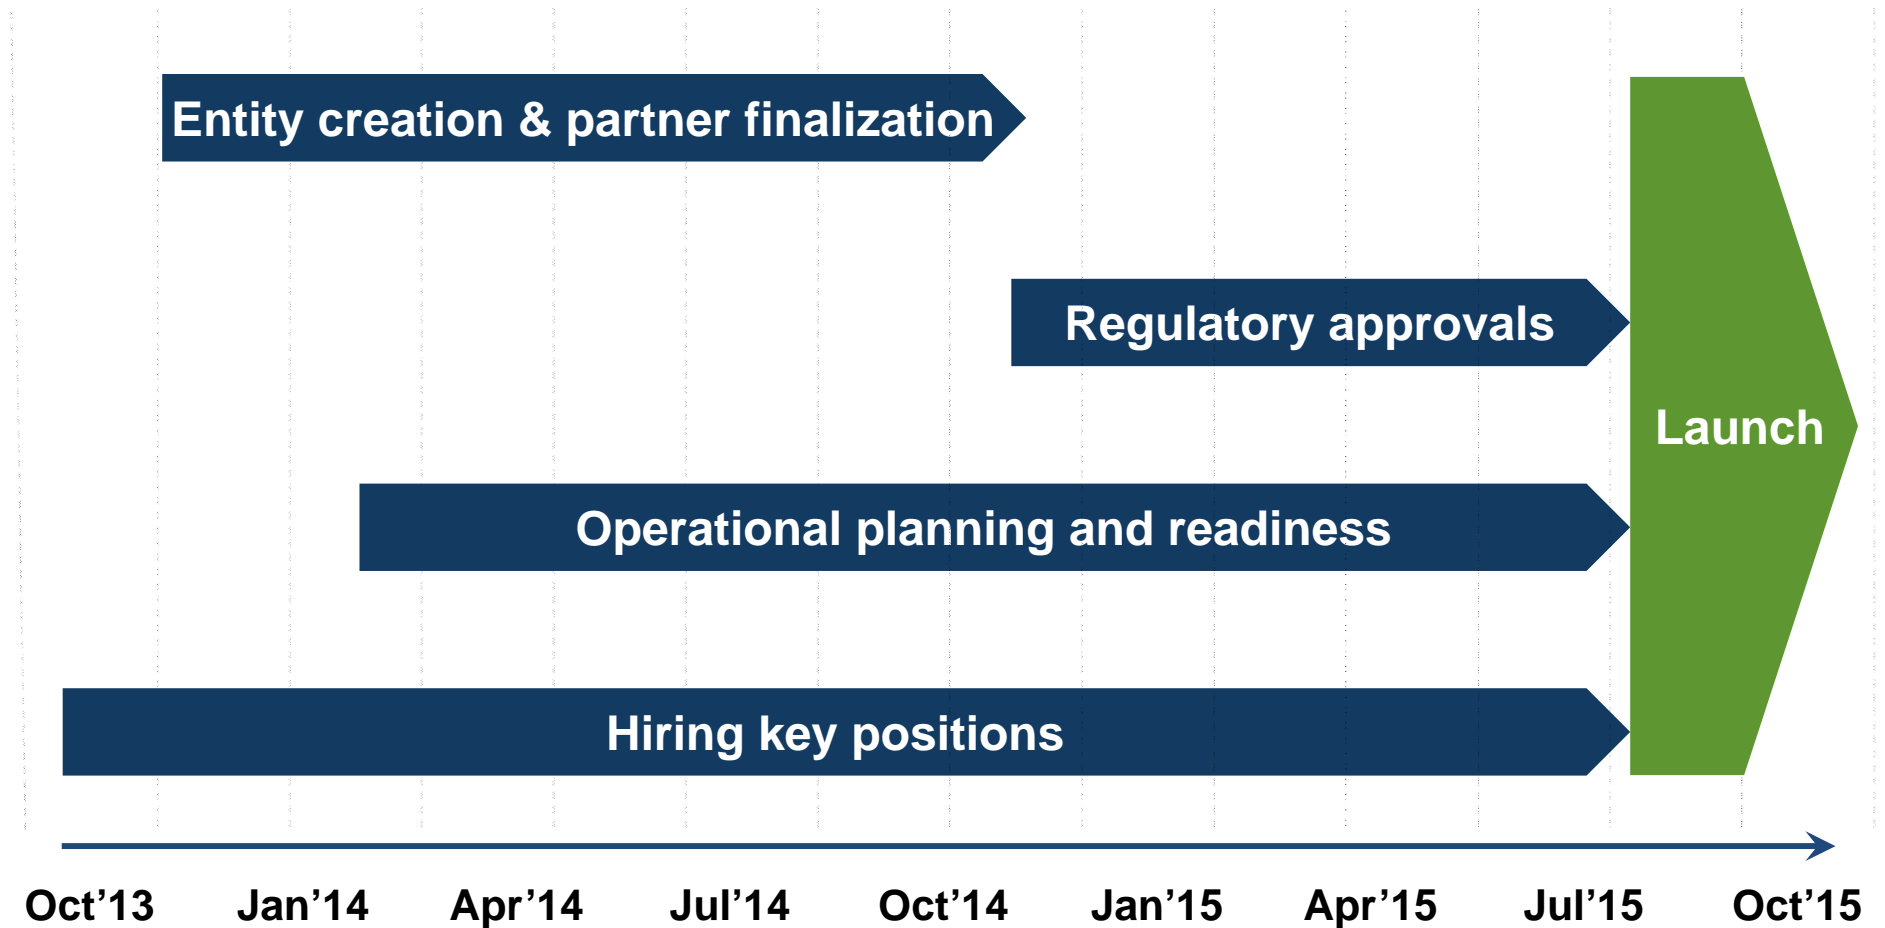 Entity creation & partner finalization
Regulatory approvals
Launch
Operational planning and readiness
Hiring key positions
Oct’13 Jan’14 Apr’14 Jul’14 Oct’14 Jan’15 Apr’15 Jul’15 Oct’15